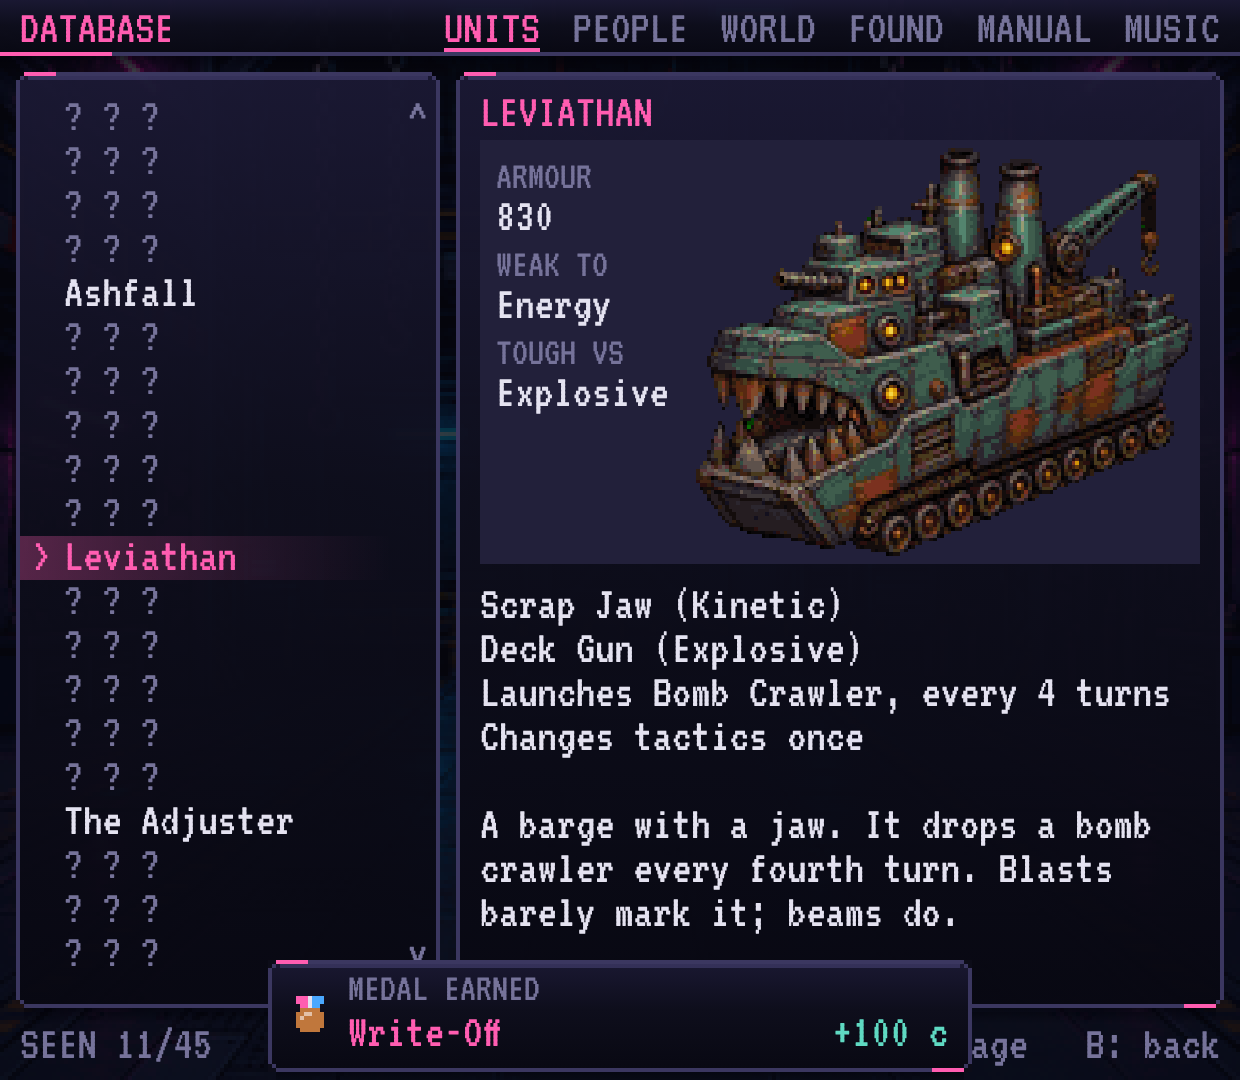 DATABASE
UNITS PEOPLE WORLD FOUND MANUAL MUSIC
? ? ?
? ? ?
? ? ?
? ? ?
Ashfall
? ? ?
? ? ?
? ? ?
? ? ?
? ? ?
> Leviathan
? ? ?
? ? ?
? ? ?
? ? ?
? ? ?
The Adjuster
? ? ?
? ? ?
? ? ?
LEVIATHAN
ARMOUR
830
WEAK TO
Energy
TOUGH VS
Explosive
Scrap Jaw (Kinetic)
Deck Gun (Explosive)
Launches Bomb Crawler, every 4 turns
Changes tactics once
A barge with a jaw. It drops a bomb
crawler every fourth turn. Blasts
barely mark it; beams do.
MEDAL EARNED
Write-Off
+100 c
SEEN 11/45
age B: back